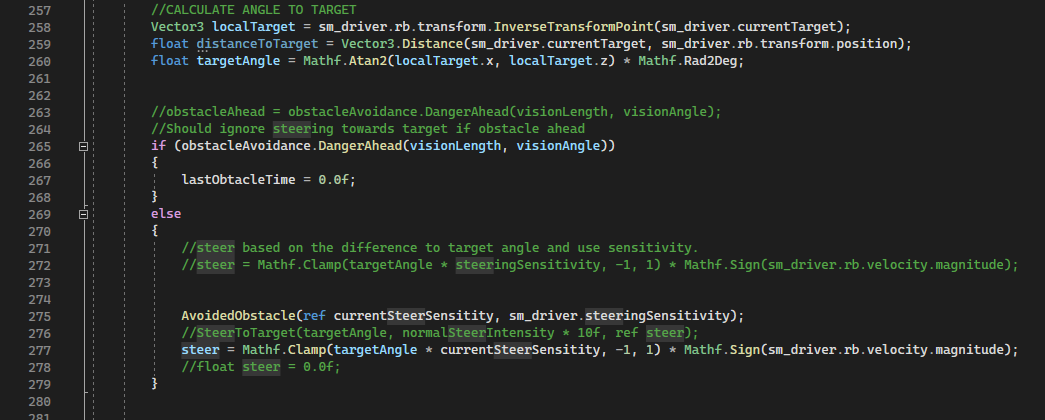 257 //CALCULATE ANGLE TO TARGET
258 Vector3 localTarget = sm_driver.rb.transform.InverseTransformPoint(sm_driver.currentTarget);
259 float distanceToTarget = Vector3.Distance(sm_driver.currentTarget, sm_driver.rb.transform.position);
260 float targetAngle = Mathf.Atan2(localTarget.x, localTarget.z) * Mathf.Rad2Deg;
261
262
263 //obstacleAhead = obstacleAvoidance.DangerAhead(visionLength, visionAngle);
264 //Should ignore steering towards target if obstacle ahead
265 if (obstacleAvoidance.DangerAhead(visionLength, visionAngle))
266 {
267 lastObtacleTime = 0.0f;
268 }
269 else
270 {
271 //steer based on the difference to target angle and use sensitivity.
272 //steer = Mathf.Clamp(targetAngle * steeringSensitivity, -1, 1) * Mathf.Sign(sm_driver.rb.velocity.magnitude);
273
274
275 AvoidedObstacle(ref currentSteerSensitity, sm_driver.steeringSensitivity);
276 //SteerToTarget(targetAngle, normalSteerIntensity * 10f, ref steer);
277 steer = Mathf.Clamp(targetAngle * currentSteerSensitity, -1, 1) * Mathf.Sign(sm_driver.rb.velocity.magnitude);
278 //float steer = 0.0f;
279 }
280
281